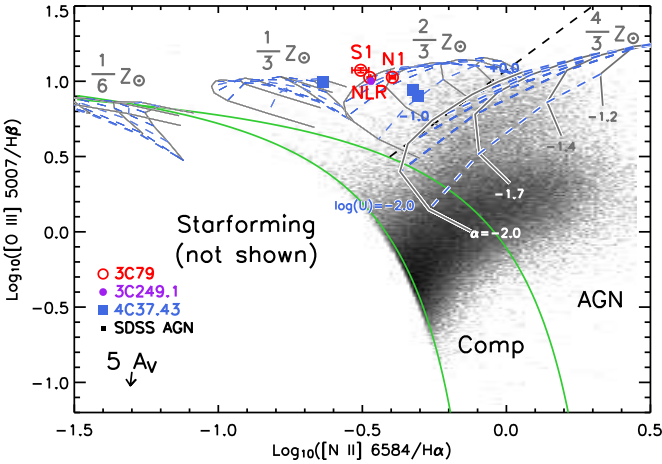 1.5
1.0
0.5
0.0
−0.5
−1.0
Log₁₀([O III] 5007/Hβ)
1/6 Z⊙
1/3 Z⊙
2/3 Z⊙
4/3 Z⊙
S1
N1
NLR
+0.0
−1.0
−1.2
−1.4
−1.7
log(U)=−2.0
α=−2.0
Starforming
(not shown)
3C79
3C249.1
4C37.43
SDSS AGN
5 Aᵥ
AGN
Comp
−1.5
−1.0
−0.5
0.0
0.5
Log₁₀([N II] 6584/Hα)